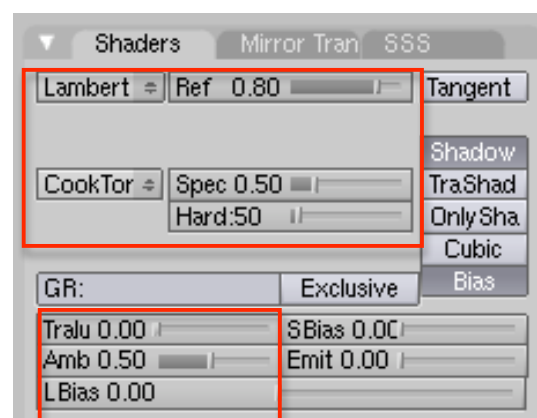 Shaders Mirror Tran SSS
Lambert Ref 0.80 Tangent
Shadow
CookTor Spec 0.50 TraShad
Hard:50 OnlySha
Cubic
GR: Exclusive Bias
Tralu 0.00 SBias 0.00
Amb 0.50 Emit 0.00
LBias 0.00